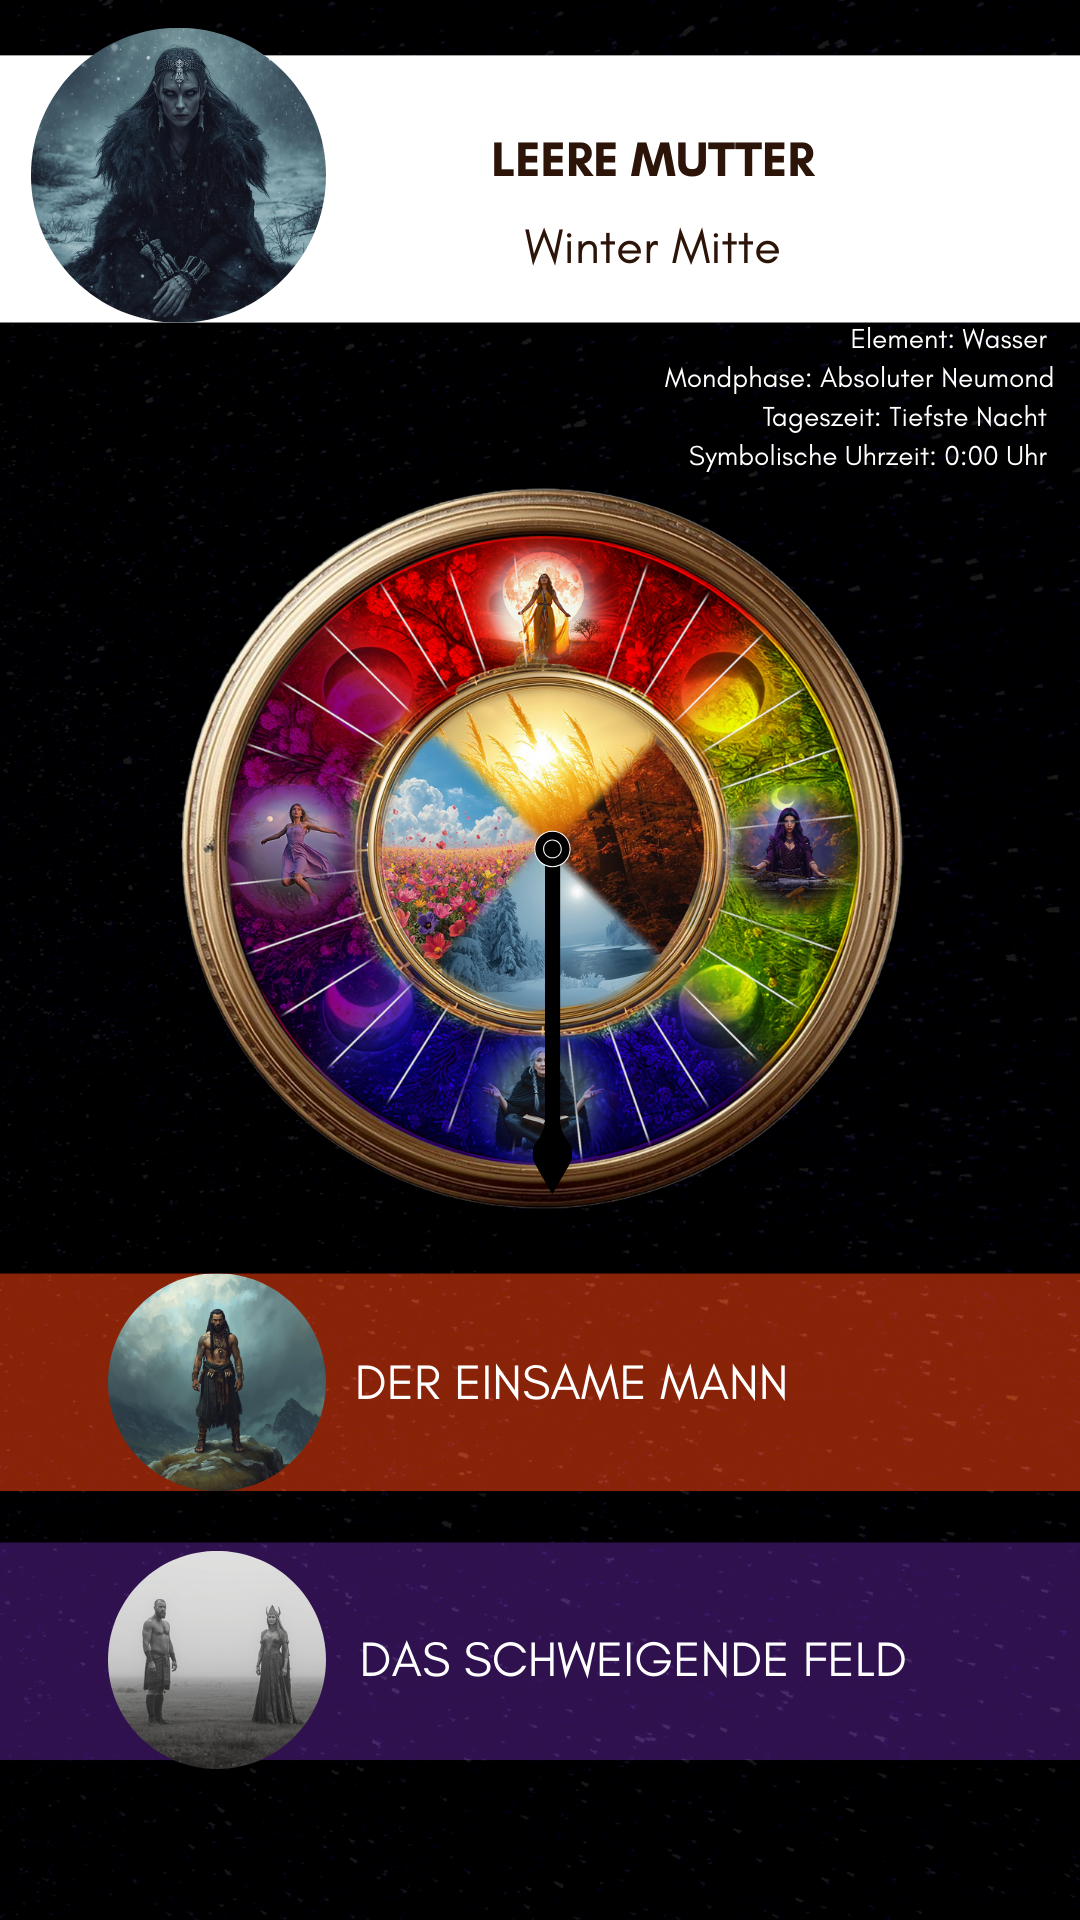 LEERE MUTTER
Winter Mitte
Element: Wasser
Mondphase: Absoluter Neumond
Tageszeit: Tiefste Nacht
Symbolische Uhrzeit: 0:00 Uhr
DER EINSAME MANN
DAS SCHWEIGENDE FELD